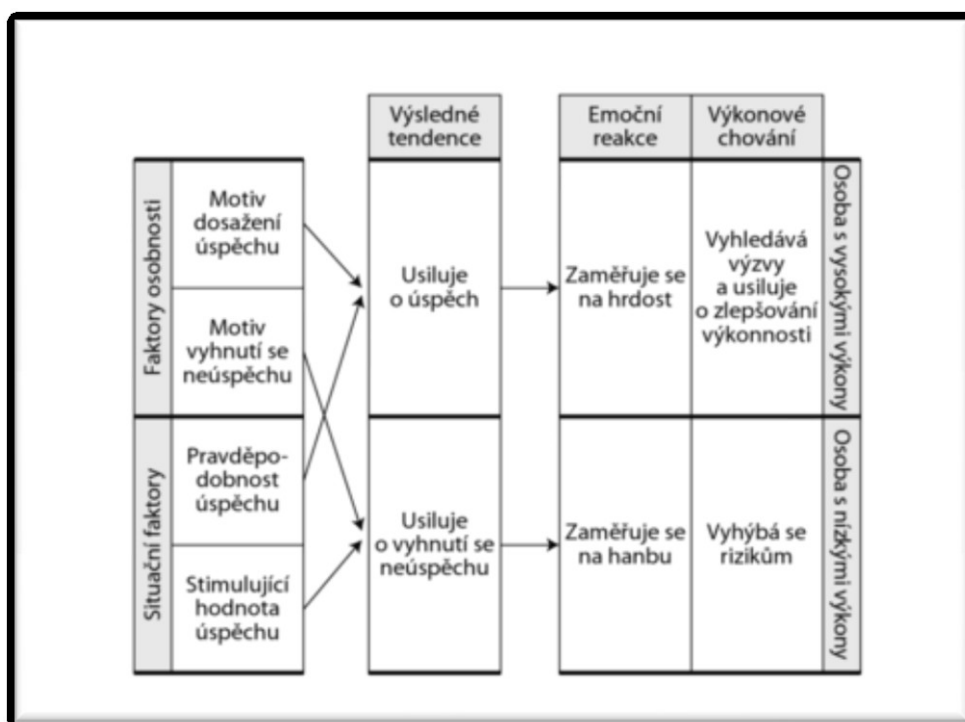 Výsledné
tendence
Emoční
reakce
Výkonové
chování
Faktory osobnosti
Motiv
dosažení
úspěchu
Motiv
vyhnutí se
neúspěchu
Situační faktory
Pravděpo-
dobnost
úspěchu
Stimulující
hodnota
úspěchu
Usiluje
o úspěch
Usiluje
o vyhnutí se
neúspěchu
Zaměřuje se
na hrdost
Vyhledává
výzvy
a usiluje
o zlepšování
výkonnosti
Osoba s vysokými výkony
Zaměřuje se
na hanbu
Vyhýbá se
rizikům
Osoba s nízkými výkony